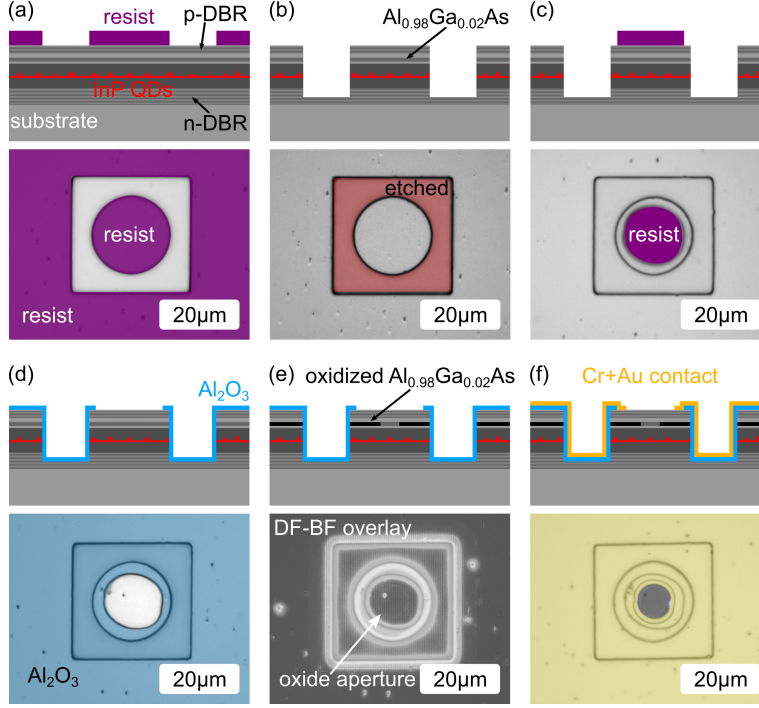 (a)
resist
p-DBR
InP QDs
substrate
n-DBR
resist
resist
20µm
(b)
Al0.98Ga0.02As
etched
20µm
(c)
resist
20µm
(d)
Al2O3
Al2O3
20µm
(e) oxidized Al0.98Ga0.02As
DF-BF overlay
oxide aperture
20µm
(f)
Cr+Au contact
20µm